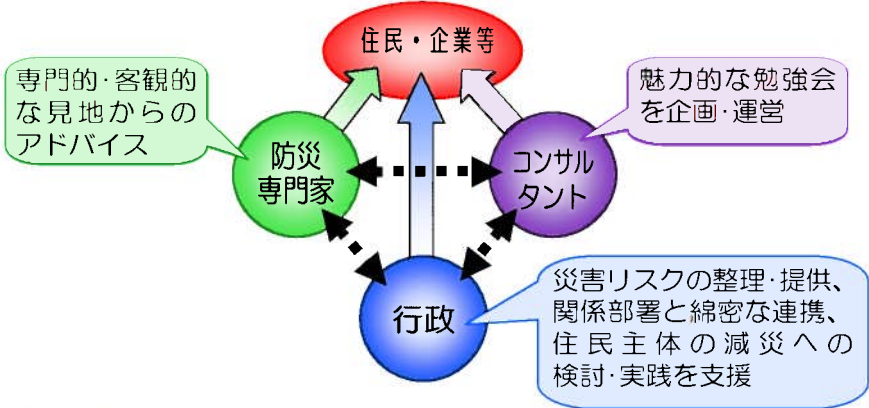 住民・企業等
専門的・客観的
な見地からの
アドバイス
魅力的な勉強会
を企画・運営
防災
専門家
コンサル
タント
行政
災害リスクの整理・提供、
関係部署と綿密な連携、
住民主体の減災への
検討・実践を支援